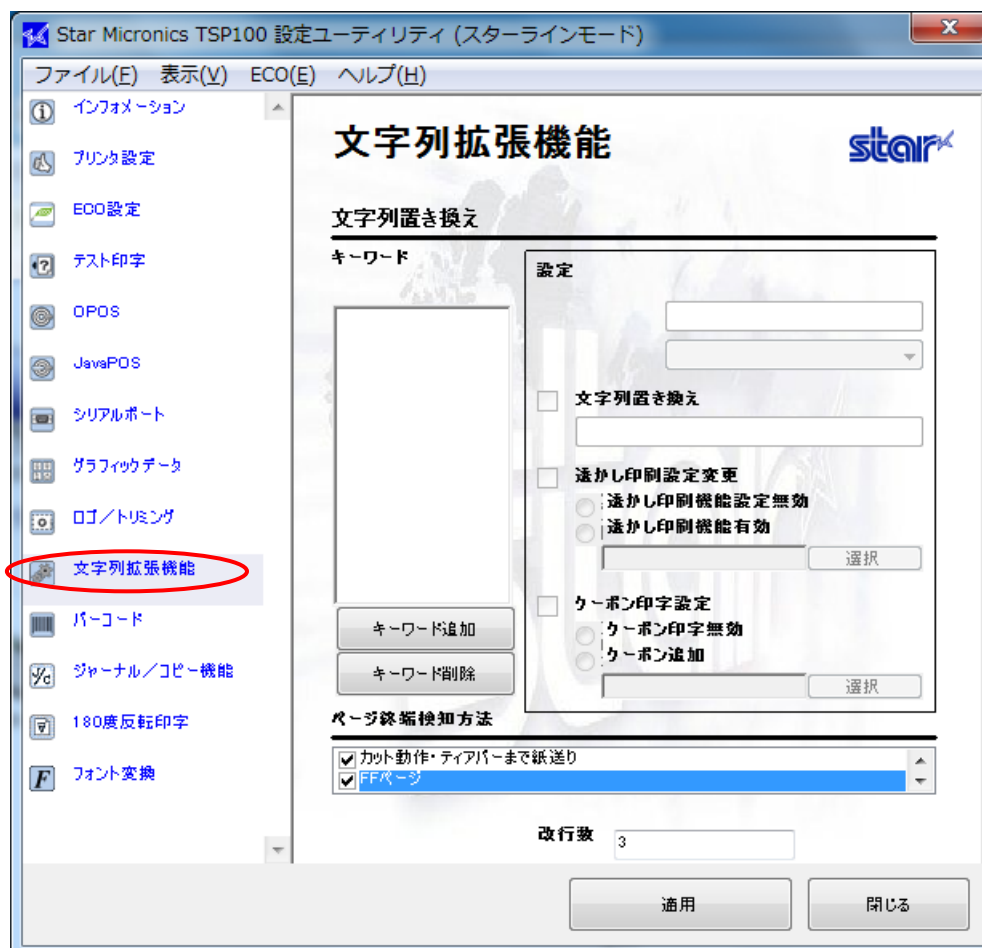 Star Micronics TSP100 設定ユーティリティ (スターラインモード)
ファイル(F) 表示(V) ECO(E) ヘルプ(H)
インフォメーション
プリンタ設定
ECO設定
テスト印字
OPOS
JavaPOS
シリアルポート
グラフィックデータ
ロゴ/トリミング
文字列拡張機能
バーコード
ジャーナル/コピー機能
180度反転印字
フォント変換
文字列拡張機能
star
文字列置き換え
キーワード
設定
文字列置き換え
透かし印刷設定変更
透かし印刷機能設定無効
透かし印刷機能有効
選択
クーポン印字設定
クーポン印字無効
クーポン追加
選択
キーワード追加
キーワード削除
ページ終端検知方法
カット動作・ティアバーまで紙送り
FFページ
改行数 3
適用
閉じる